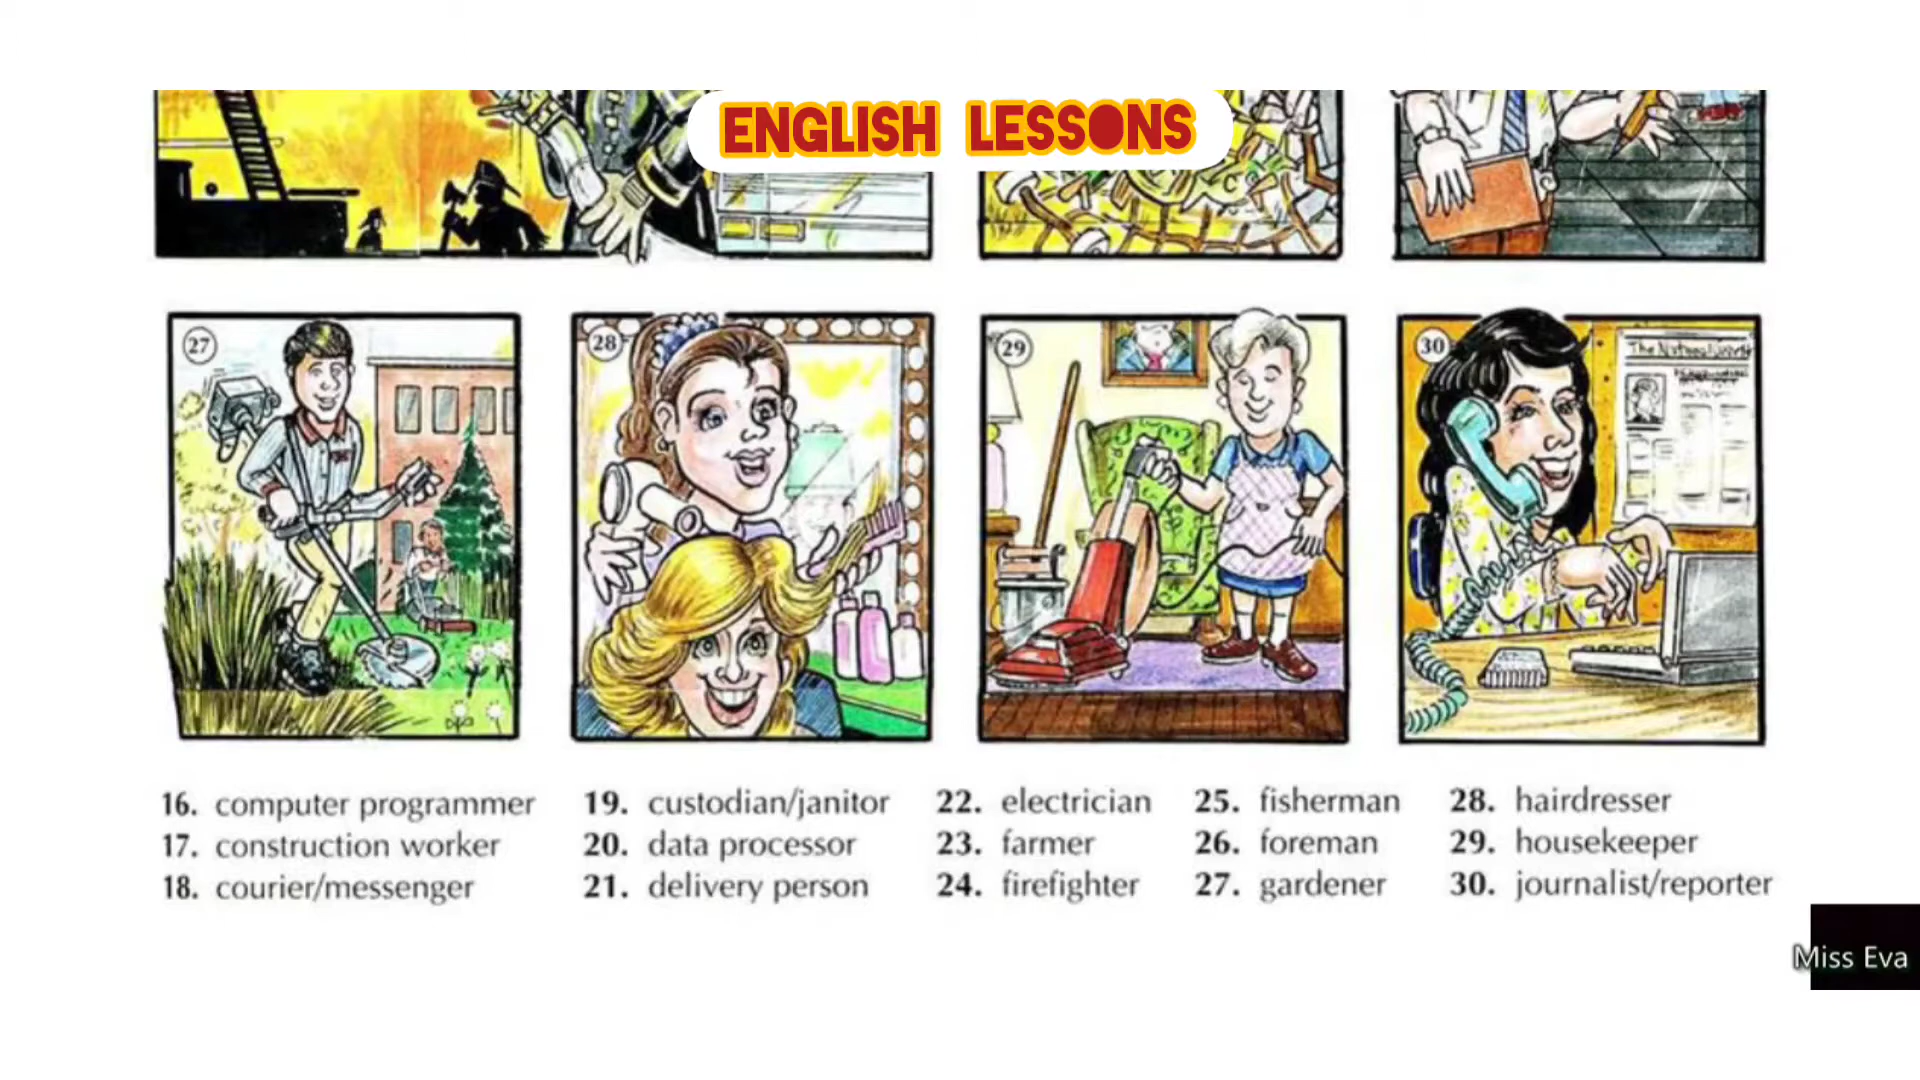 ENGLISH LESSONS
27
28
29
30
16. computer programmer
17. construction worker
18. courier/messenger
19. custodian/janitor
20. data processor
21. delivery person
22. electrician
23. farmer
24. firefighter
25. fisherman
26. foreman
27. gardener
28. hairdresser
29. housekeeper
30. journalist/reporter
Miss Eva